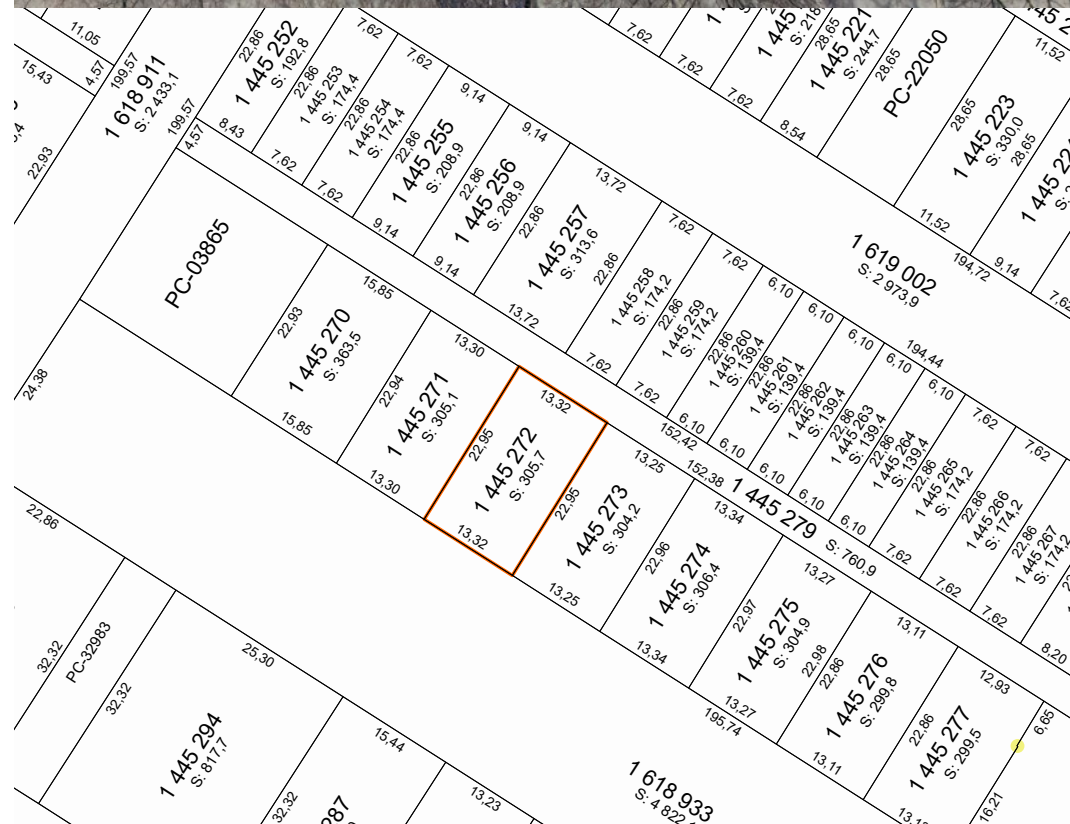 11,05
15,43
4,57
199,57
1 618 911
S: 2 433,1
22,93
199,57
4,57
22,86
1 445 252
S: 192,8
8,43
22,86
1 445 253
S: 174,4
7,62
7,62
22,86
1 445 254
S: 174,4
7,62
7,62
22,86
1 445 255
S: 208,9
9,14
9,14
22,86
1 445 256
S: 208,9
9,14
9,14
22,86
1 445 257
S: 313,6
13,72
13,72
22,86
1 445 258
S: 174,2
7,62
7,62
22,86
1 445 259
S: 174,2
7,62
7,62
22,86
1 445 260
S: 139,4
6,10
6,10
22,86
1 445 261
S: 139,4
6,10
6,10
22,86
1 445 262
S: 139,4
6,10
6,10
22,86
1 445 263
S: 139,4
6,10
6,10
22,86
1 445 264
S: 139,4
6,10
6,10
22,86
1 445 265
S: 174,2
7,62
7,62
22,86
1 445 266
S: 174,2
7,62
7,62
22,86
1 445 267
S: 174,2
7,62
8,20
7,62
7,62
7,62
8,54
28,65
1 445 221
S: 244,7
28,65
PC-22050
28,65
1 445 223
S: 330,0
28,65
11,52
11,52
9,14
194,72
1 619 002
S: 2 973,9
194,44
PC-03865
24,38
22,93
1 445 270
S: 363,5
15,85
15,85
22,94
1 445 271
S: 305,1
13,30
13,30
22,95
1 445 272
S: 305,7
13,32
13,32
22,95
1 445 273
S: 304,2
13,25
13,25
22,96
1 445 274
S: 306,4
13,34
13,34
22,97
1 445 275
S: 304,9
13,27
13,27
22,98
22,86
1 445 276
S: 299,8
13,11
13,11
22,86
1 445 277
S: 299,5
12,93
6,65
16,21
152,42
152,38
1 445 279
S: 760,9
195,74
1 618 933
22,86
32,32
PC-32983
32,32
25,30
1 445 294
S: 817,7
32,32
15,44
13,23